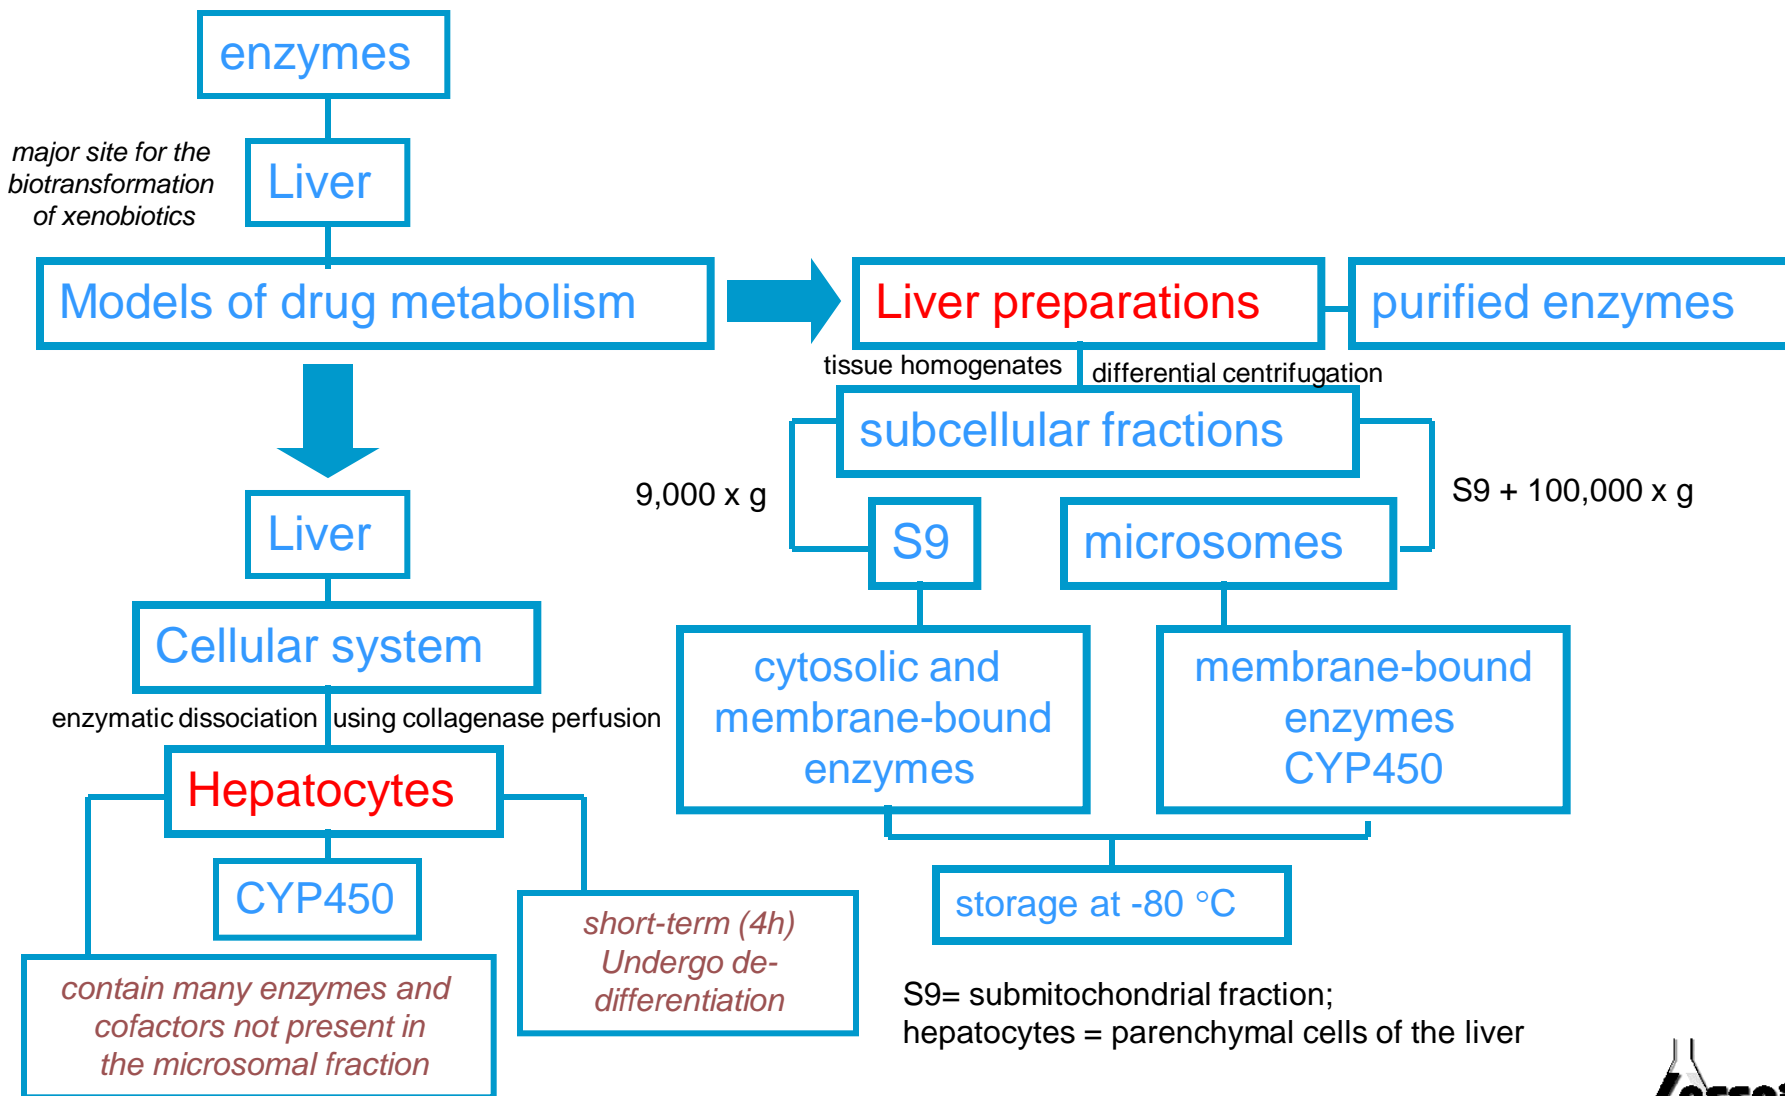 enzymes
major site for the
biotransformation
of xenobiotics
Liver
Models of drug metabolism
Liver preparations
purified enzymes
tissue homogenates
differential centrifugation
subcellular fractions
9,000 x g
S9 + 100,000 x g
S9
microsomes
Liver
Cellular system
cytosolic and
membrane-bound
enzymes
membrane-bound
enzymes
CYP450
enzymatic dissociation
using collagenase perfusion
Hepatocytes
CYP450
storage at -80 °C
short-term (4h)
Undergo de-
differentiation
contain many enzymes and
cofactors not present in
the microsomal fraction
S9= submitochondrial fraction;
hepatocytes = parenchymal cells of the liver